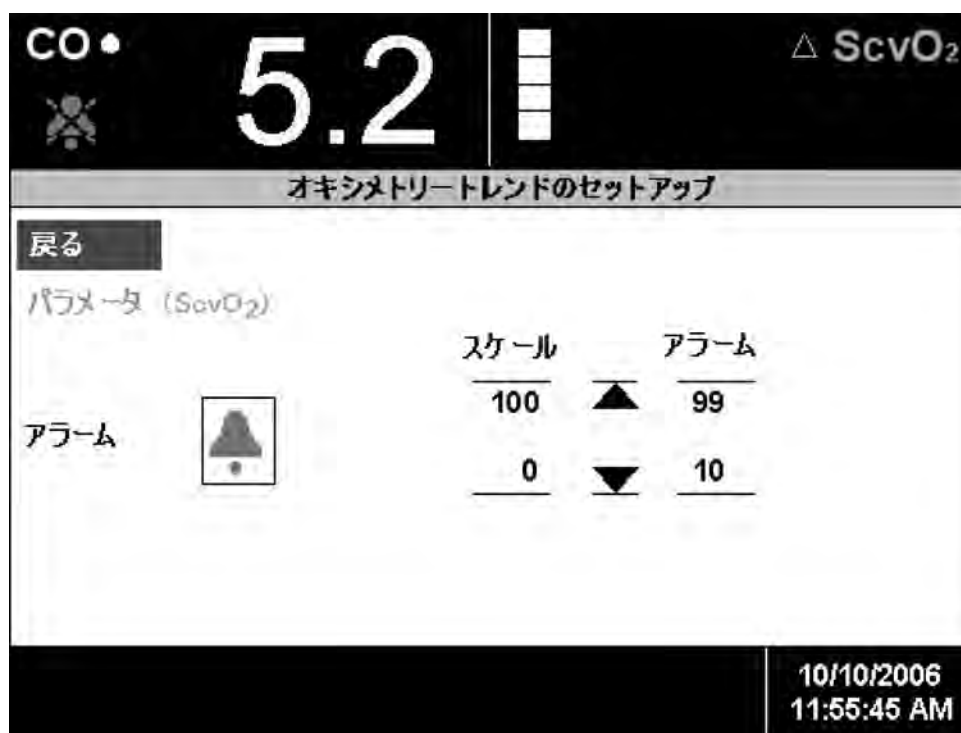 CO
5.2
△ ScvO₂
オキシメトリートレンドのセットアップ
戻る
パラメータ (ScvO₂)
スケール アラーム
100 99
アラーム
0 10
10/10/2006
11:55:45 AM